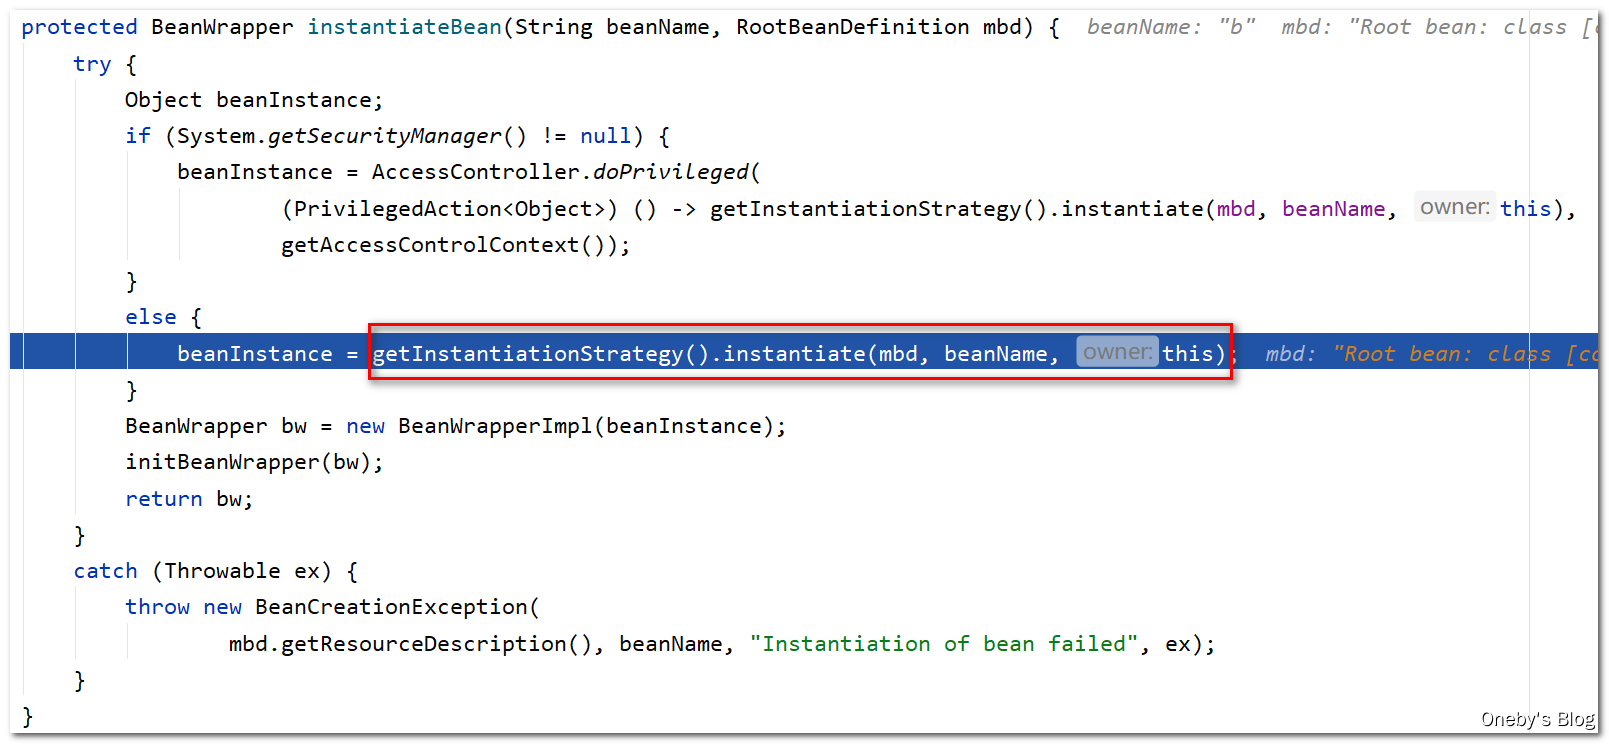 protected BeanWrapper instantiateBean(String beanName, RootBeanDefinition mbd) {  beanName: "b"  mbd: "Root bean: class [
    try {
        Object beanInstance;
        if (System.getSecurityManager() != null) {
            beanInstance = AccessController.doPrivileged(
                    (PrivilegedAction<Object>) () -> getInstantiationStrategy().instantiate(mbd, beanName, owner: this),
                    getAccessControlContext());
        }
        else {
            beanInstance = getInstantiationStrategy().instantiate(mbd, beanName, owner: this);  mbd: "Root bean: class [co
        }
        BeanWrapper bw = new BeanWrapperImpl(beanInstance);
        initBeanWrapper(bw);
        return bw;
    }
    catch (Throwable ex) {
        throw new BeanCreationException(
                mbd.getResourceDescription(), beanName, "Instantiation of bean failed", ex);
    }
}
Oneby's Blog